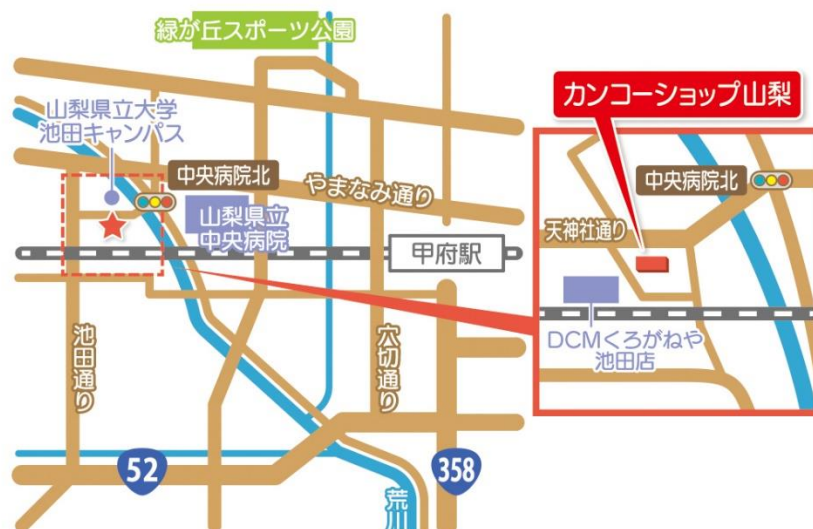 緑が丘スポーツ公園
山梨県立大学
池田キャンパス
中央病院北
やまなみ通り
山梨県立
中央病院
甲府駅
池田通り
穴切通り
52
358
荒川
カンコーショップ山梨
中央病院北
天神社通り
DCMくろがねや
池田店